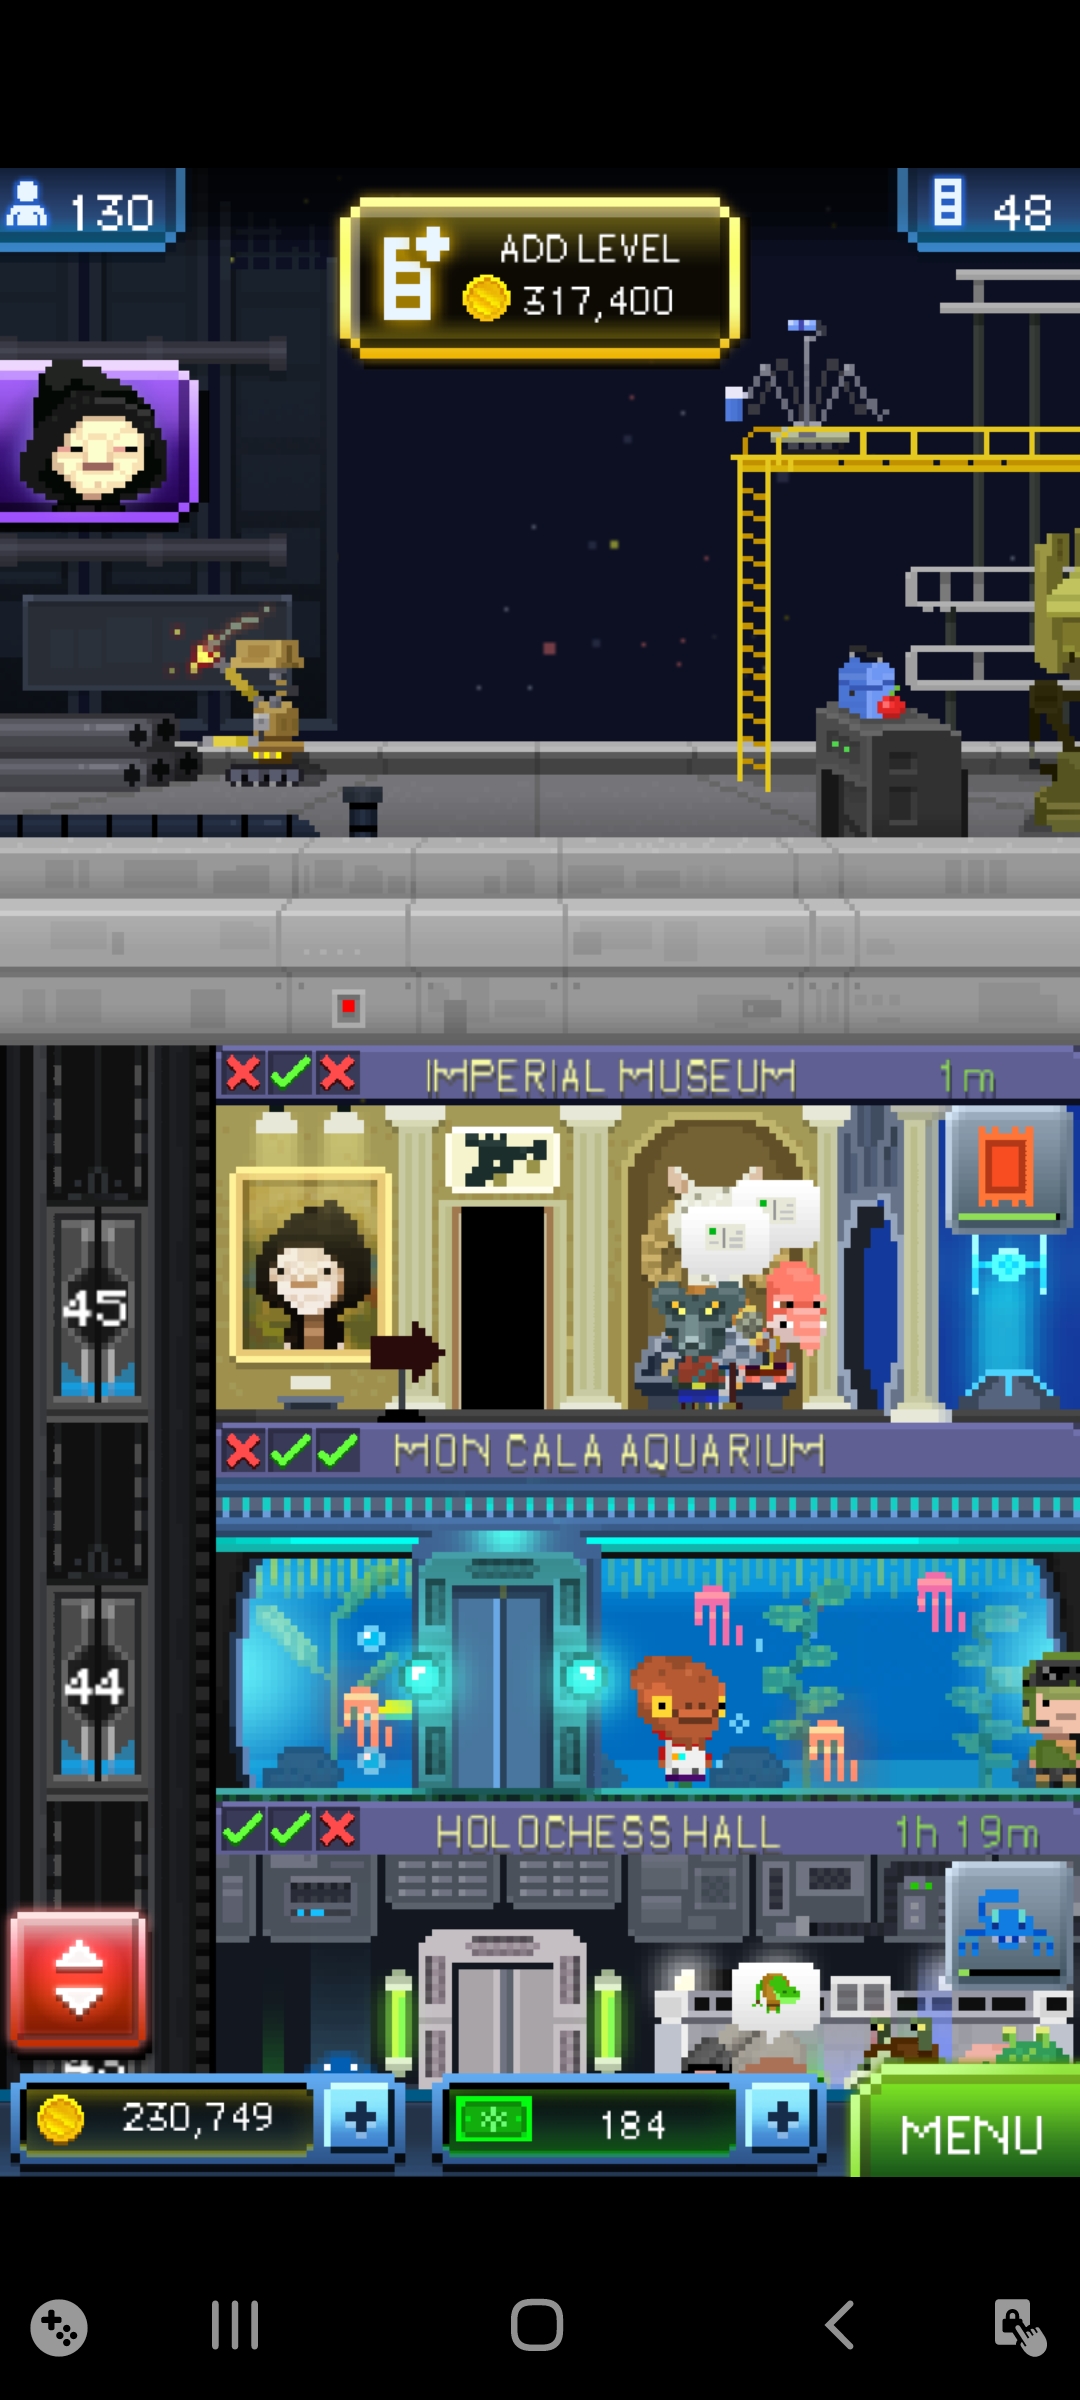 130
ADD LEVEL
317,400
48
IMPERIAL MUSEUM 1m
45
MON CALA AQUARIUM
44
HOLOCHESS HALL 1h 19m
230,749
184
MENU